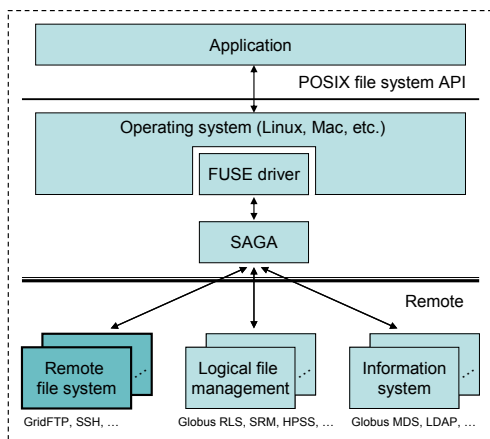 Application
POSIX file system API
Operating system (Linux, Mac, etc.)
FUSE driver
SAGA
Remote
Remote
file system
...
Logical file
management
...
Information
system
...
GridFTP, SSH, ...
Globus RLS, SRM, HPSS, ...
Globus MDS, LDAP, ...